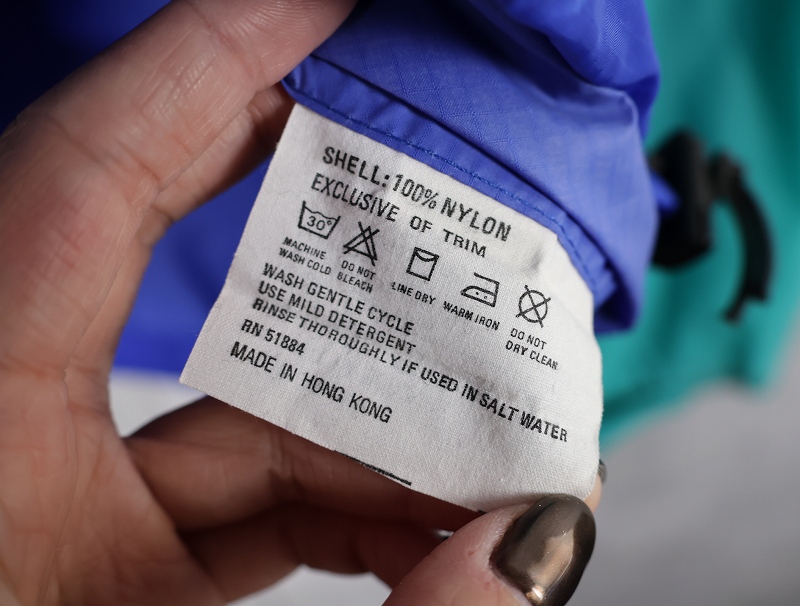 SHELL: 100% NYLON
EXCLUSIVE OF TRIM
30°
MACHINE WASH COLD
DO NOT BLEACH
LINE DRY
WARM IRON
DO NOT DRY CLEAN
WASH GENTLE CYCLE
USE MILD DETERGENT
RINSE THOROUGHLY IF USED IN SALT WATER
RN 51884
MADE IN HONG KONG